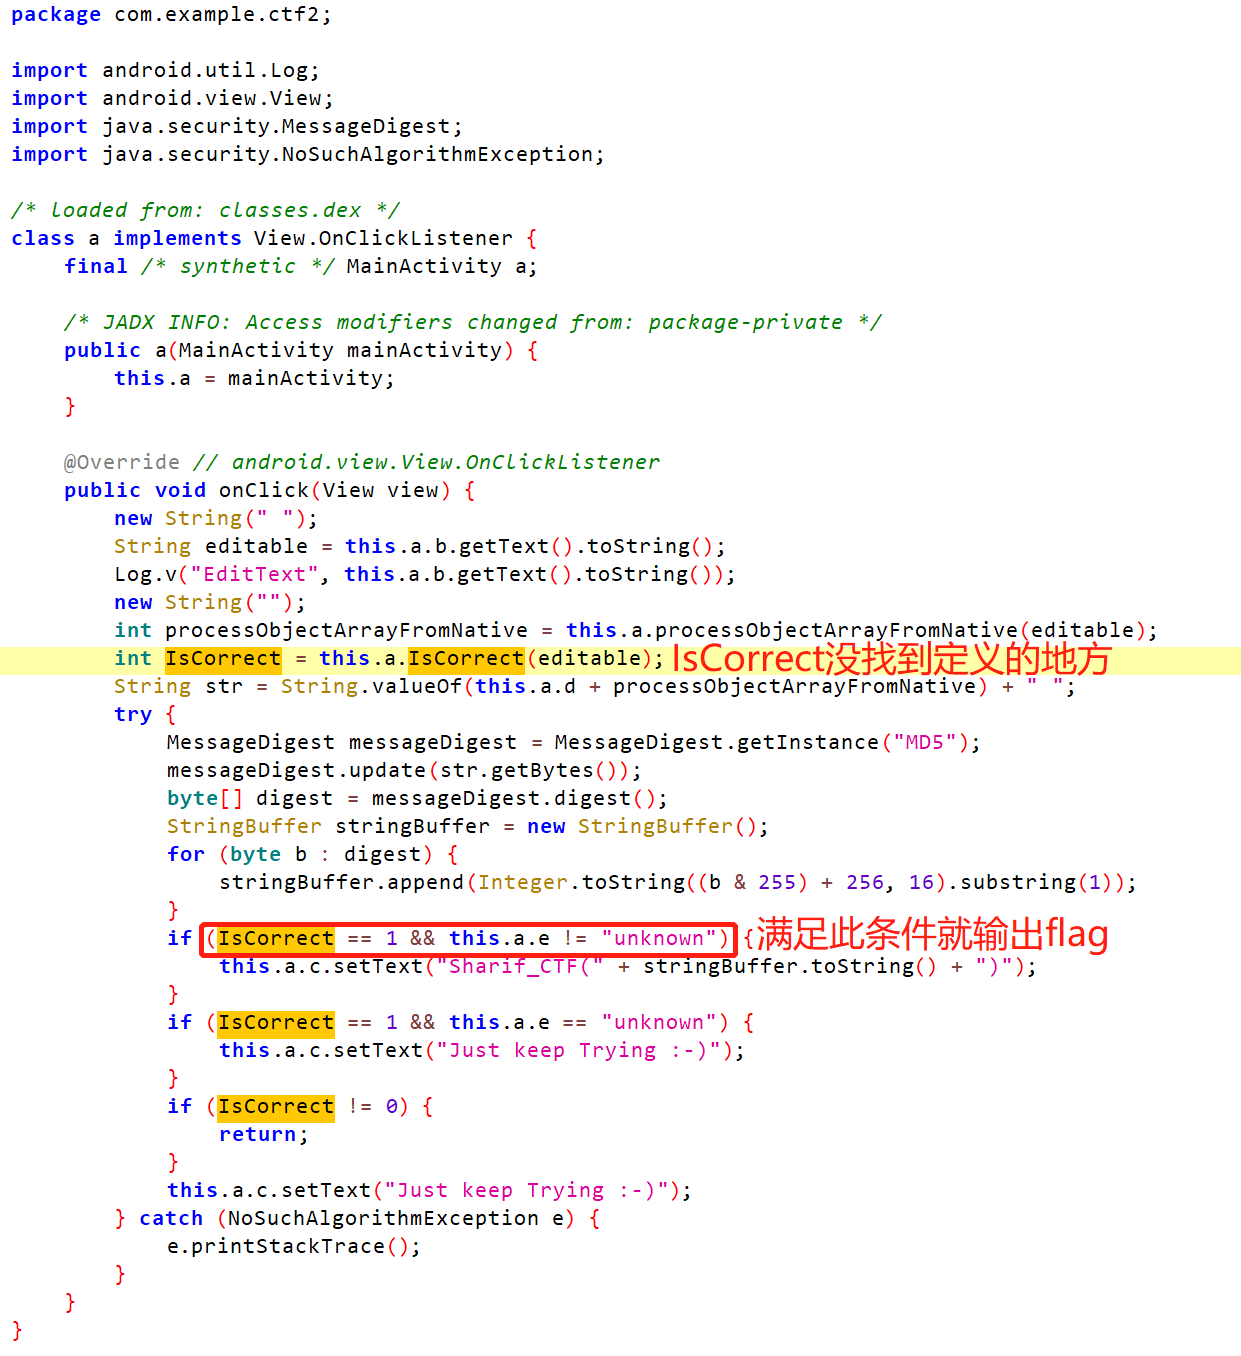 package com.example.ctf2;
import android.util.Log;
import android.view.View;
import java.security.MessageDigest;
import java.security.NoSuchAlgorithmException;
/* loaded from: classes.dex */
class a implements View.OnClickListener {
    final /* synthetic */ MainActivity a;
    /* JADX INFO: Access modifiers changed from: package-private */
    public a(MainActivity mainActivity) {
        this.a = mainActivity;
    }
    @Override // android.view.View.OnClickListener
    public void onClick(View view) {
        new String(" ");
        String editable = this.a.b.getText().toString();
        Log.v("EditText", this.a.b.getText().toString());
        new String("");
        int processObjectArrayFromNative = this.a.processObjectArrayFromNative(editable);
        int IsCorrect = this.a.IsCorrect(editable); IsCorrect没找到定义的地方
        String str = String.valueOf(this.a.d + processObjectArrayFromNative) + " ";
        try {
            MessageDigest messageDigest = MessageDigest.getInstance("MD5");
            messageDigest.update(str.getBytes());
            byte[] digest = messageDigest.digest();
            StringBuffer stringBuffer = new StringBuffer();
            for (byte b : digest) {
                stringBuffer.append(Integer.toString((b & 255) + 256, 16).substring(1));
            }
            if (IsCorrect == 1 && this.a.e != "unknown") { 满足此条件就输出flag
                this.a.c.setText("Sharif_CTF(" + stringBuffer.toString() + ")");
            }
            if (IsCorrect == 1 && this.a.e == "unknown") {
                this.a.c.setText("Just keep Trying :-)");
            }
            if (IsCorrect != 0) {
                return;
            }
            this.a.c.setText("Just keep Trying :-)");
        } catch (NoSuchAlgorithmException e) {
            e.printStackTrace();
        }
    }
}